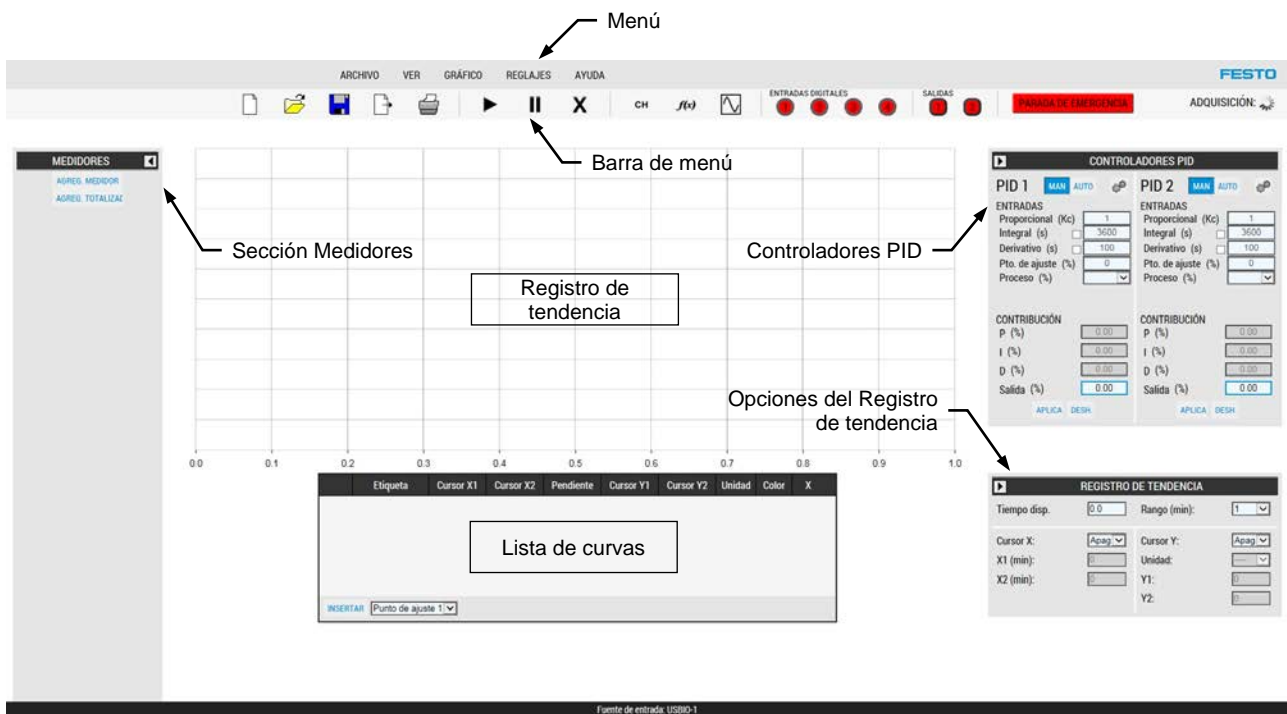 Menú
ARCHIVO VER GRÁFICO REGLAJES AYUDA
FESTO
CH f(x)
ENTRADAS DIGITALES
SALIDAS
PARADA DE EMERGENCIA
ADQUISICIÓN:
Barra de menú
MEDIDORES
AGREG. MEDIDOR
AGREG. TOTALIZAD
Sección Medidores
Registro de
tendencia
0.0 0.1 0.2 0.3 0.4 0.5 0.6 0.7 0.8 0.9 1.0
Controladores PID
CONTROLADORES PID
PID 1 MAN AUTO
ENTRADAS
Proporcional (Kc) 1
Integral (s) 3600
Derivativo (s) 100
Pto. de ajuste (%) 0
Proceso (%)
CONTRIBUCIÓN
P (%) 0.00
I (%) 0.00
D (%) 0.00
Salida (%) 0.00
APLICA DESH.
PID 2 MAN AUTO
ENTRADAS
Proporcional (Kc) 1
Integral (s) 3600
Derivativo (s) 100
Pto. de ajuste (%) 0
Proceso (%)
CONTRIBUCIÓN
P (%) 0.00
I (%) 0.00
D (%) 0.00
Salida (%) 0.00
APLICA DESH.
Opciones del Registro
de tendencia
Etiqueta Cursor X1 Cursor X2 Pendiente Cursor Y1 Cursor Y2 Unidad Color X
Lista de curvas
INSERTAR Punto de ajuste 1
REGISTRO DE TENDENCIA
Tiempo disp. 0.0 Rango (min): 1
Cursor X: Apag Cursor Y: Apag
X1 (min): 0 Unidad: ---
X2 (min): 0 Y1: 0
Y2: 0
Fuente de entrada: USBIO-1